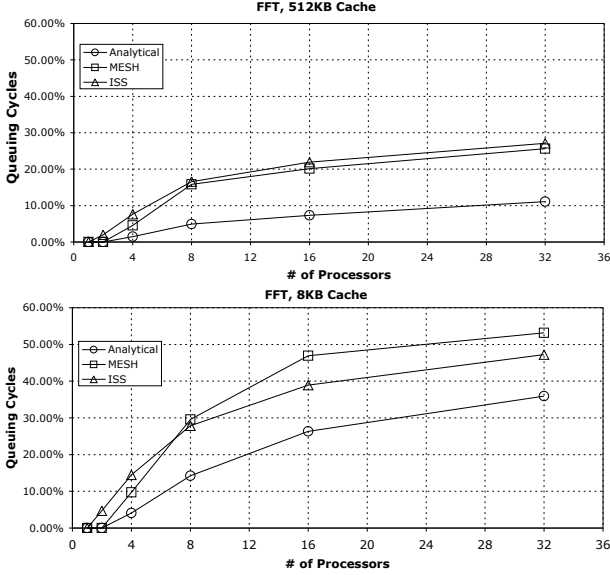 FFT, 512KB Cache
60.00%
50.00%
40.00%
30.00%
20.00%
10.00%
0.00%
Queuing Cycles
Analytical
MESH
ISS
0 4 8 12 16 20 24 28 32 36
# of Processors
FFT, 8KB Cache
60.00%
50.00%
40.00%
30.00%
20.00%
10.00%
0.00%
Queuing Cycles
Analytical
MESH
ISS
0 4 8 12 16 20 24 28 32 36
# of Processors